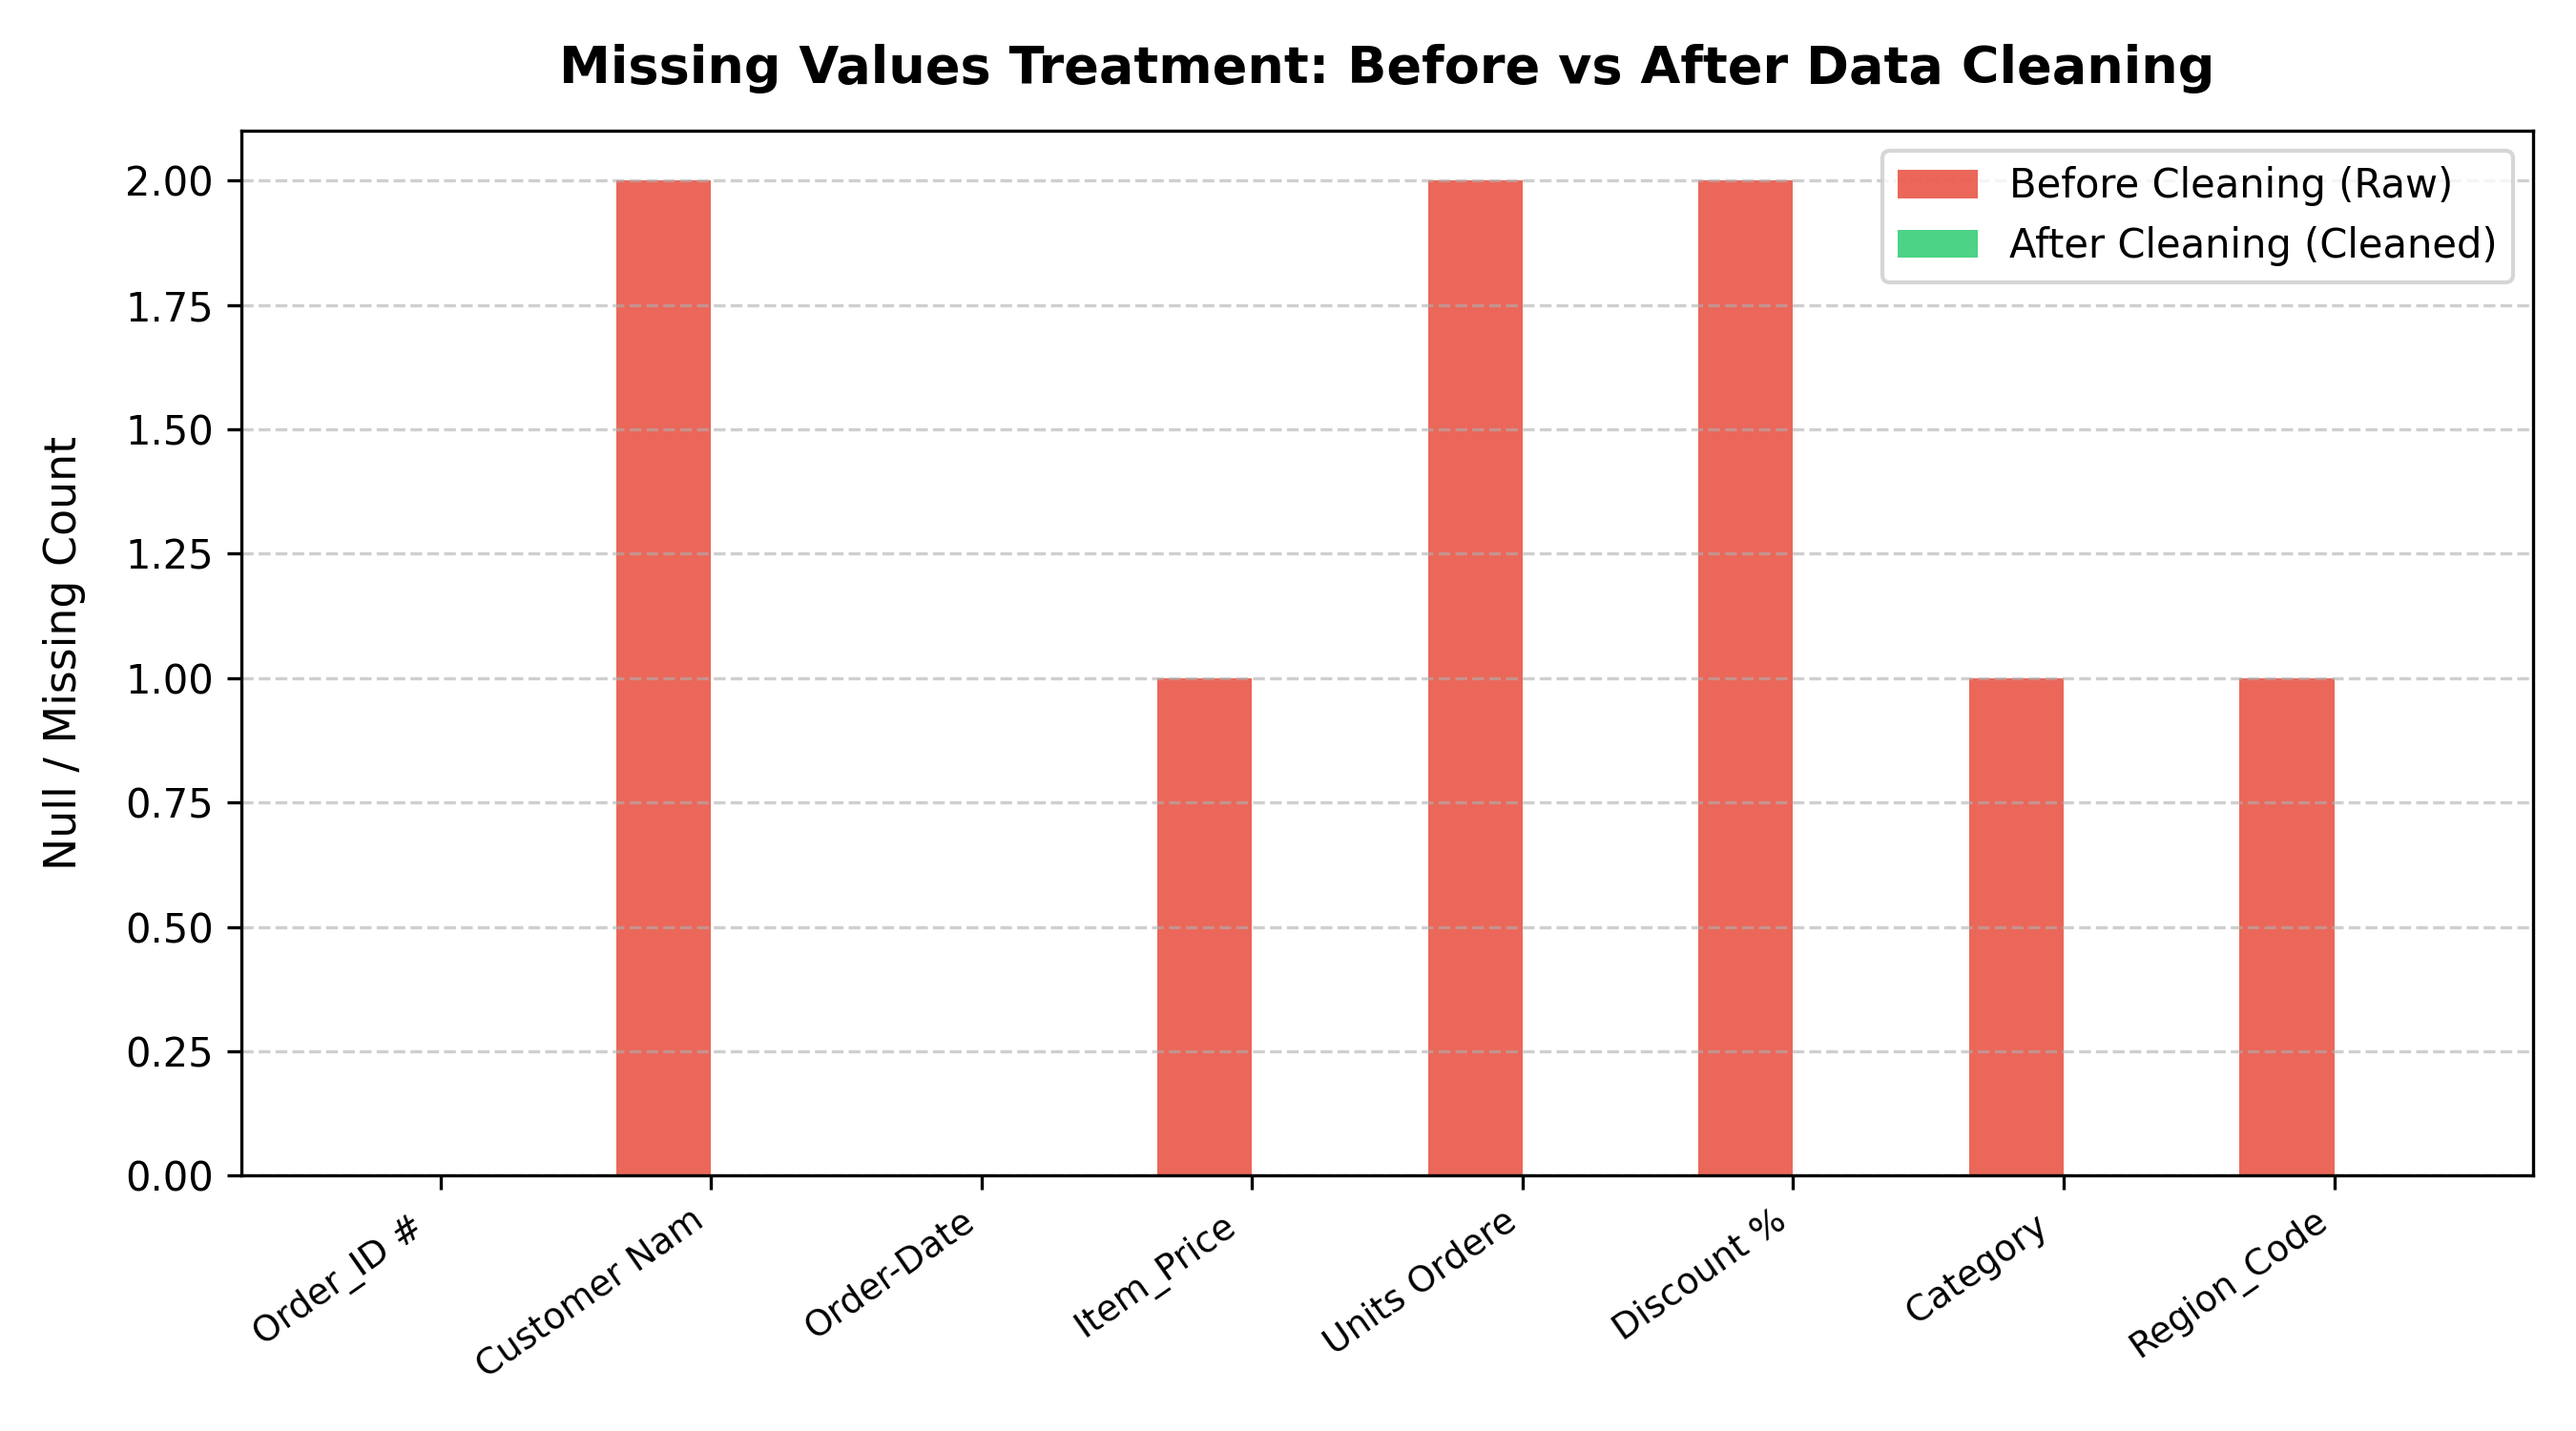 Missing Values Treatment: Before vs After Data Cleaning
Before Cleaning (Raw)
After Cleaning (Cleaned)
Null / Missing Count
2.00
1.75
1.50
1.25
1.00
0.75
0.50
0.25
0.00
Order_ID #
Customer Nam
Order-Date
Item_Price
Units Ordere
Discount %
Category
Region_Code